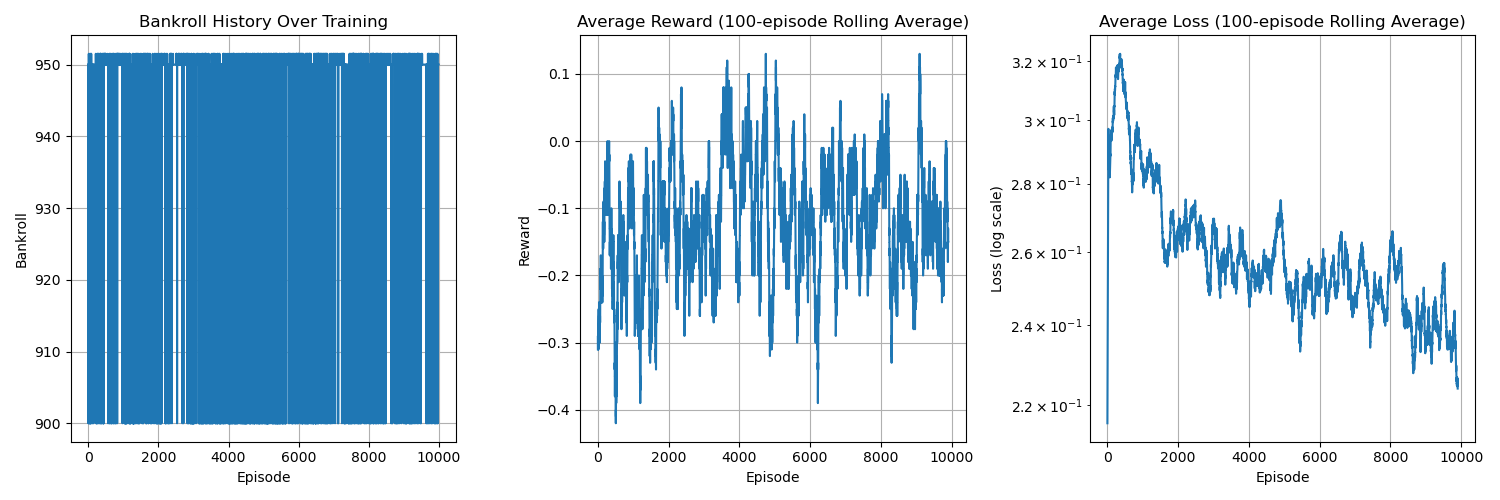 Bankroll History Over Training
Bankroll
950
940
930
920
910
900
0 2000 4000 6000 8000 10000
Episode
Average Reward (100-episode Rolling Average)
Reward
0.1
0.0
−0.1
−0.2
−0.3
−0.4
0 2000 4000 6000 8000 10000
Episode
Average Loss (100-episode Rolling Average)
Loss (log scale)
3.2 × 10⁻¹
3 × 10⁻¹
2.8 × 10⁻¹
2.6 × 10⁻¹
2.4 × 10⁻¹
2.2 × 10⁻¹
0 2000 4000 6000 8000 10000
Episode